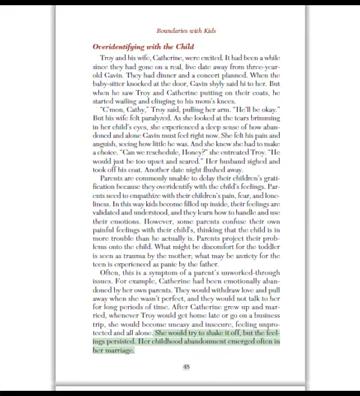 Boundaries with Kids
Overidentifying with the Child
Troy and his wife, Catherine, were excited. It had been a while
since they had gone on a real, live date away from three-year-
old Gavin. They had dinner and a concert planned. When the
baby-sitter knocked at the door, Gavin shyly said hi to her. But
when he saw Troy and Catherine putting on their coats, he
started wailing and clinging to his mom's knees.
"C'mon, Cathy," Troy said, pulling her arm. "He'll be okay."
But his wife felt paralyzed. As she looked at the tears brimming
in her child's eyes, she experienced a deep sense of how aban-
doned and alone Gavin must feel right now. She felt his pain and
anguish, seeing how little he was. And she knew she had to make
a choice. "Can we reschedule, Honey?" she entreated Troy. "He
would just be too upset and scared." Her husband sighed and
took off his coat. Another date night flushed away.
Parents are commonly unable to delay their children's grati-
fication because they overidentify with the child's feelings. Par-
ents need to empathize with their children's pain, fear, and lone-
liness. In this way kids become filled up inside, their feelings are
validated and understood, and they learn how to handle and use
their emotions. However, some parents confuse their own
painful feelings with their child's, thinking that the child is in
more trouble than he actually is. Parents project their prob-
lems onto the child. What might be discomfort for the toddler
is seen as trauma by the mother; what may be anxiety for the
teen is experienced as panic by the father.
Often, this is a symptom of a parent's unworked-through
issues. For example, Catherine had been emotionally aban-
doned by her own parents. They would withdraw love and pull
away when she wasn't perfect, and they would not talk to her
for long periods of time. After Catherine grew up and mar-
ried, whenever Troy would get home late or go on a business
trip, she would become uneasy and insecure, feeling unpro-
tected and all alone. She would try to shake it off, but the feel-
ings persisted. Her childhood abandonment emerged often in
her marriage.
48